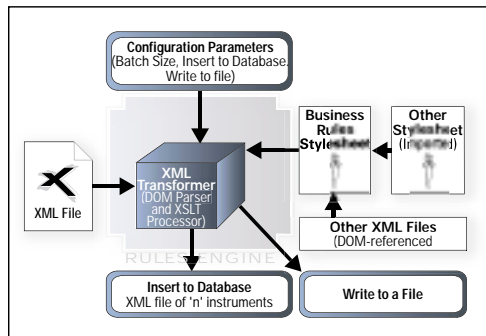 Configuration Parameters
(Batch Size, Insert to Database,
Write to file)
Business
Rules
Stylesheet
Other
Stylesheet
(Imported)
XML
Transformer
(DOM Parser
and XSLT
Processor)
XML File
Other XML Files
(DOM-referenced
RULES ENGINE
Insert to Database
XML file of 'n' instruments
Write to a File